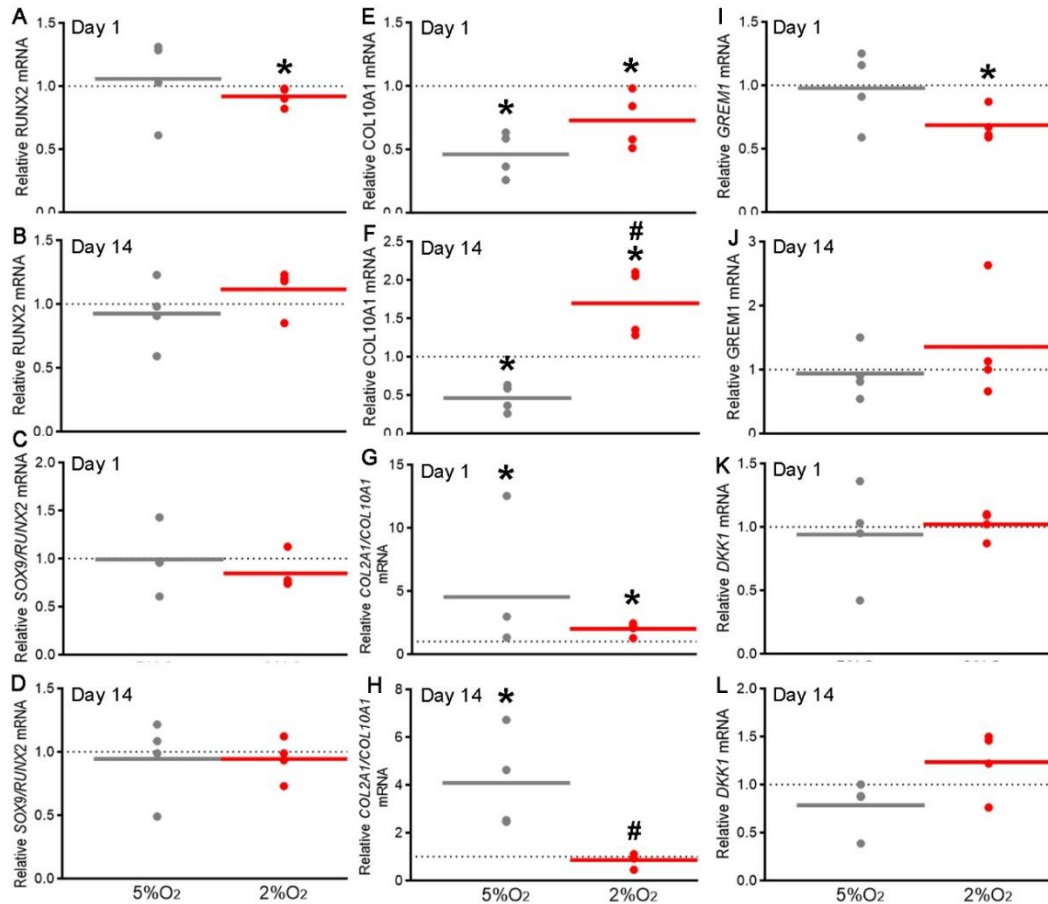 A
Day 1
Relative RUNX2 mRNA
1.5
1.0
0.5
0.0
*
B
Day 14
Relative RUNX2 mRNA
1.5
1.0
0.5
0.0
C
Day 1
Relative SOX9/RUNX2 mRNA
2.0
1.5
1.0
0.5
0.0
D
Day 14
Relative SOX9/RUNX2 mRNA
1.5
1.0
0.5
0.0
5%O2 2%O2
E
Day 1
Relative COL10A1 mRNA
1.5
1.0
0.5
0.0
*
*
F
Day 14
Relative COL10A1 mRNA
2.5
2.0
1.5
1.0
0.5
0.0
*
#
*
G
Day 1
Relative COL2A1/COL10A1
mRNA
15
10
5
0
*
*
H
Day 14
Relative COL2A1/COL10A1
mRNA
8
6
4
2
0
*
#
5%O2 2%O2
I
Day 1
Relative GREM1 mRNA
1.5
1.0
0.5
0.0
*
J
Day 14
Relative GREM1 mRNA
3
2
1
0
K
Day 1
Relative DKK1 mRNA
1.5
1.0
0.5
0.0
L
Day 14
Relative DKK1 mRNA
2.0
1.5
1.0
0.5
0.0
5%O2 2%O2